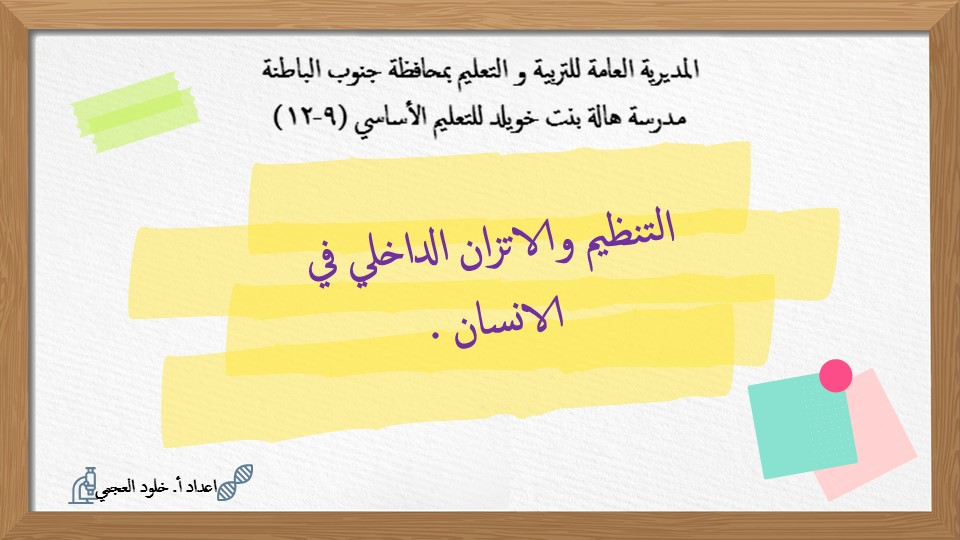 المديرية العامة للتربية و التعليم بمحافظة جنوب الباطنة
مدرسة هالة بنت خويلد للتعليم الأساسي (٩-١٢)
التنظيم والاتزان الداخلي في
الانسان .
اعداد أ. خلود العجمي